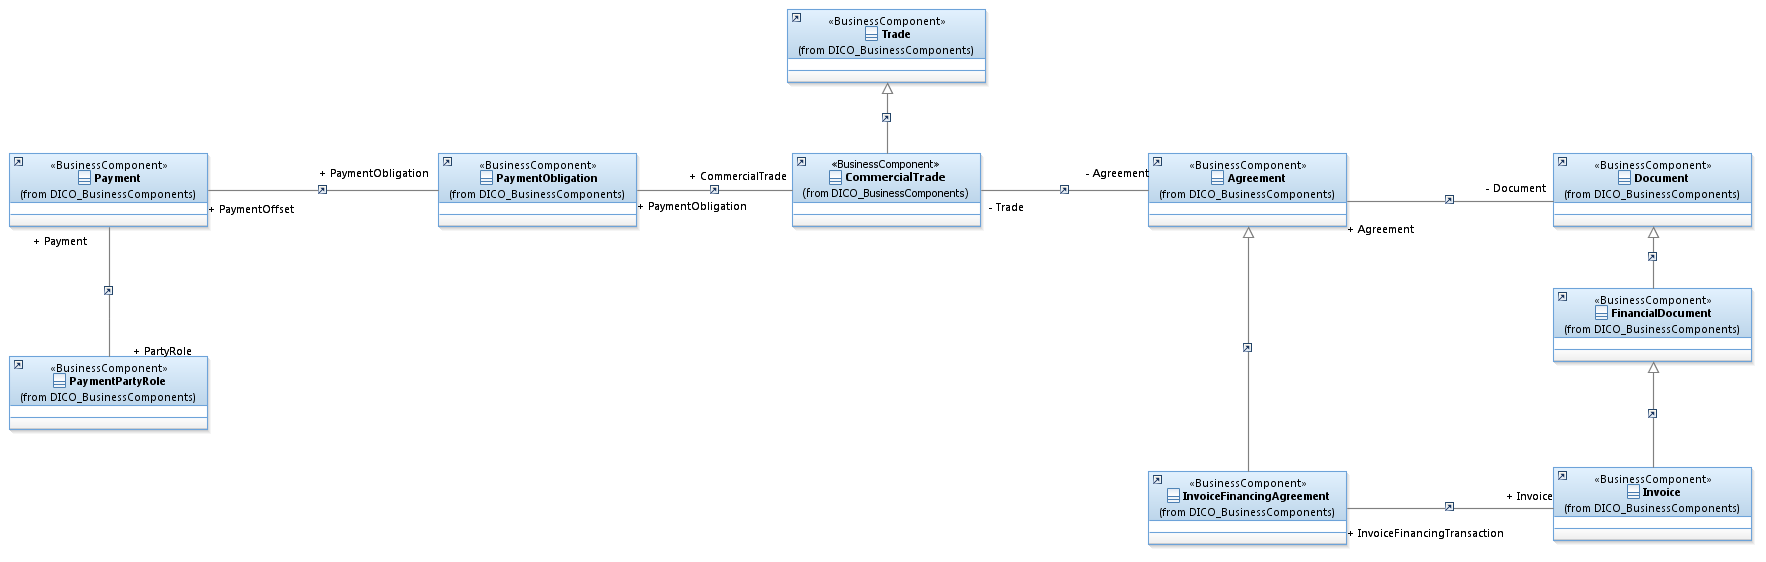 «BusinessComponent»
Trade
(from DICO_BusinessComponents)
«BusinessComponent»
Payment
(from DICO_BusinessComponents)
+ PaymentObligation
+ PaymentOffset
«BusinessComponent»
PaymentObligation
(from DICO_BusinessComponents)
+ CommercialTrade
+ PaymentObligation
«BusinessComponent»
CommercialTrade
(from DICO_BusinessComponents)
- Agreement
- Trade
«BusinessComponent»
Agreement
(from DICO_BusinessComponents)
- Document
+ Agreement
«BusinessComponent»
Document
(from DICO_BusinessComponents)
+ Payment
+ PartyRole
«BusinessComponent»
PaymentPartyRole
(from DICO_BusinessComponents)
«BusinessComponent»
FinancialDocument
(from DICO_BusinessComponents)
«BusinessComponent»
InvoiceFinancingAgreement
(from DICO_BusinessComponents)
+ Invoice
+ InvoiceFinancingTransaction
«BusinessComponent»
Invoice
(from DICO_BusinessComponents)